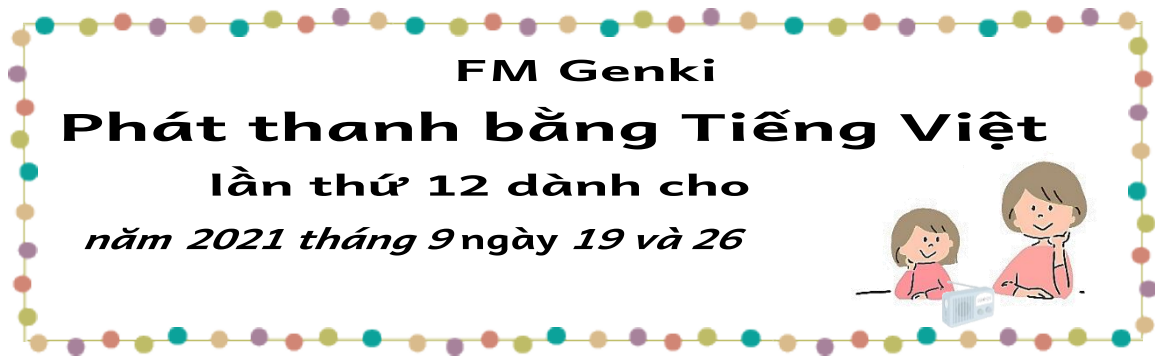 FM Genki
Phát thanh bằng Tiếng Việt
lần thứ 12 dành cho
năm 2021 tháng 9 ngày 19 và 26